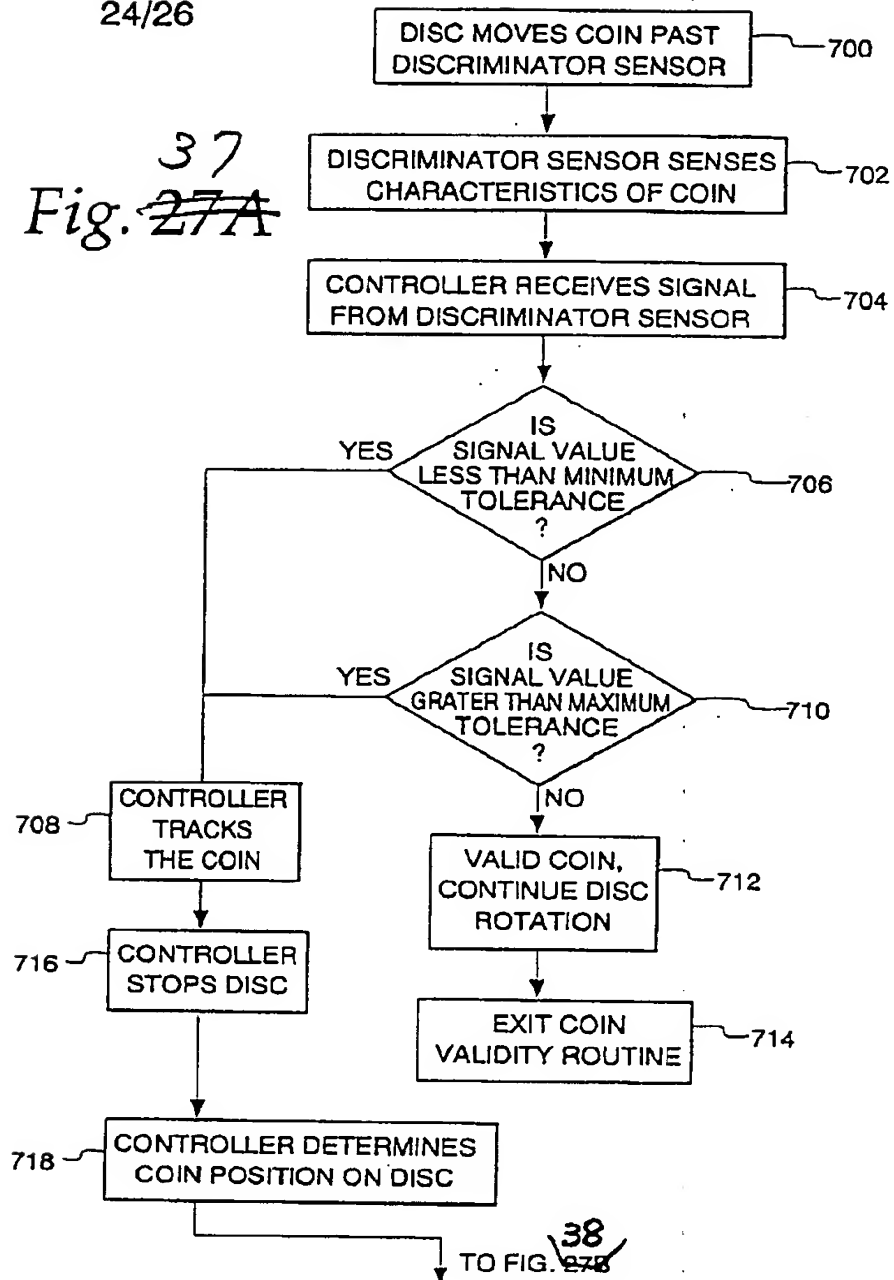 24/26
DISC MOVES COIN PAST
DISCRIMINATOR SENSOR
700
37
Fig. 27A
DISCRIMINATOR SENSOR SENSES
CHARACTERISTICS OF COIN
702
CONTROLLER RECEIVES SIGNAL
FROM DISCRIMINATOR SENSOR
704
IS
SIGNAL VALUE
LESS THAN MINIMUM
TOLERANCE
?
YES
706
NO
IS
SIGNAL VALUE
GRATER THAN MAXIMUM
TOLERANCE
?
YES
710
NO
708
CONTROLLER
TRACKS
THE COIN
VALID COIN,
CONTINUE DISC
ROTATION
712
716
CONTROLLER
STOPS DISC
EXIT COIN
VALIDITY ROUTINE
714
718
CONTROLLER DETERMINES
COIN POSITION ON DISC
38
TO FIG. 27B